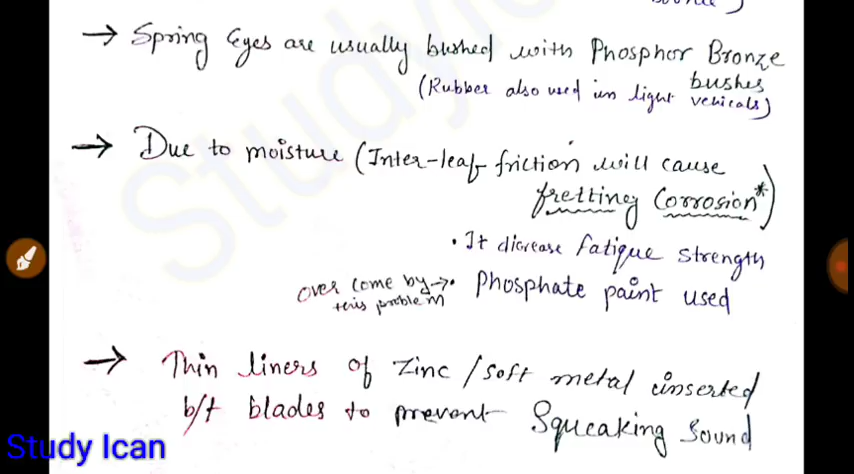 → Spring Eyes are usually bushed with Phosphor Bronze
bushes
(Rubber also used in light vehicals)
→ Due to moisture (Inter-leaf friction will cause
fretting Corrosion*)
• It dicrease fatique strength
over come by → • Phosphate paint used
this problem
→ Thin liners of Zinc/soft metal inserted
b/t blades to prevent Squeaking Sound
Study Ican